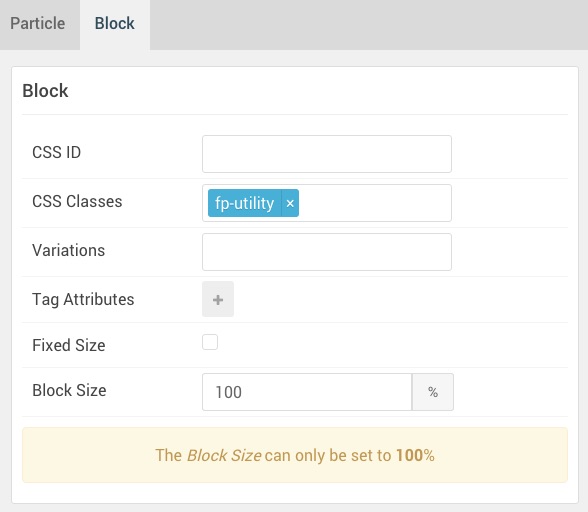 Particle Block
Block
CSS ID
CSS Classes fp-utility ×
Variations
Tag Attributes +
Fixed Size
Block Size 100 %
The Block Size can only be set to 100%